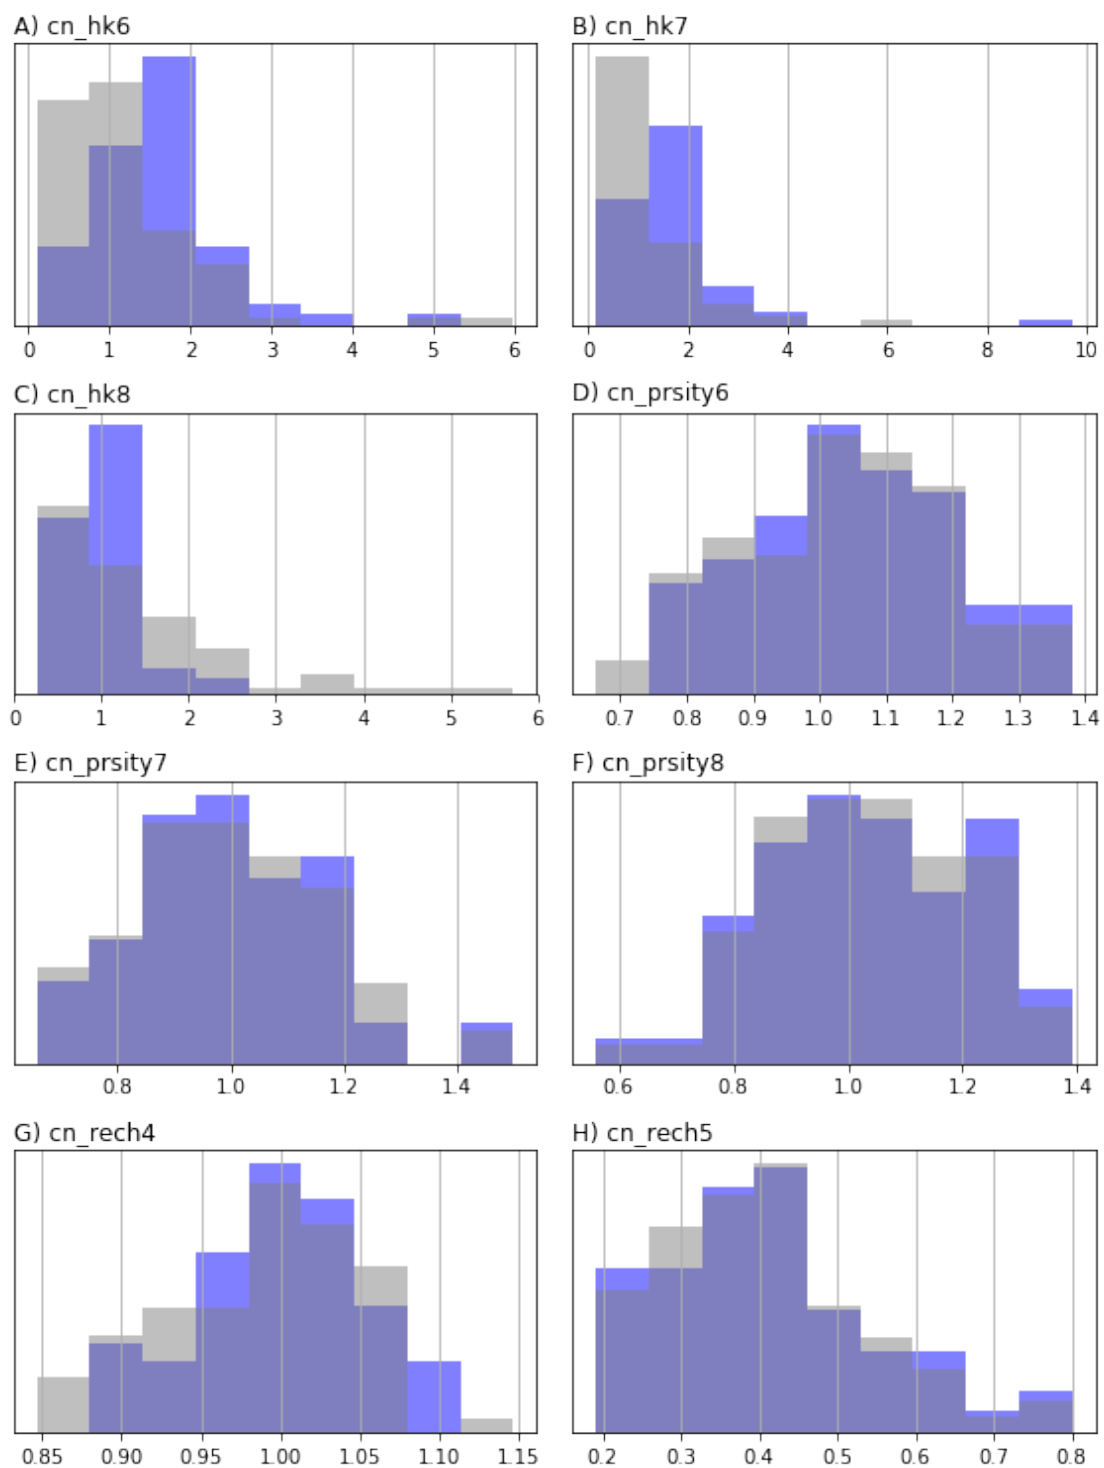 A) cn_hk6
B) cn_hk7
0 1 2 3 4 5 6
0 2 4 6 8 10
C) cn_hk8
D) cn_prsity6
0 1 2 3 4 5 6
0.7 0.8 0.9 1.0 1.1 1.2 1.3 1.4
E) cn_prsity7
F) cn_prsity8
0.8 1.0 1.2 1.4
0.6 0.8 1.0 1.2 1.4
G) cn_rech4
H) cn_rech5
0.85 0.90 0.95 1.00 1.05 1.10 1.15
0.2 0.3 0.4 0.5 0.6 0.7 0.8